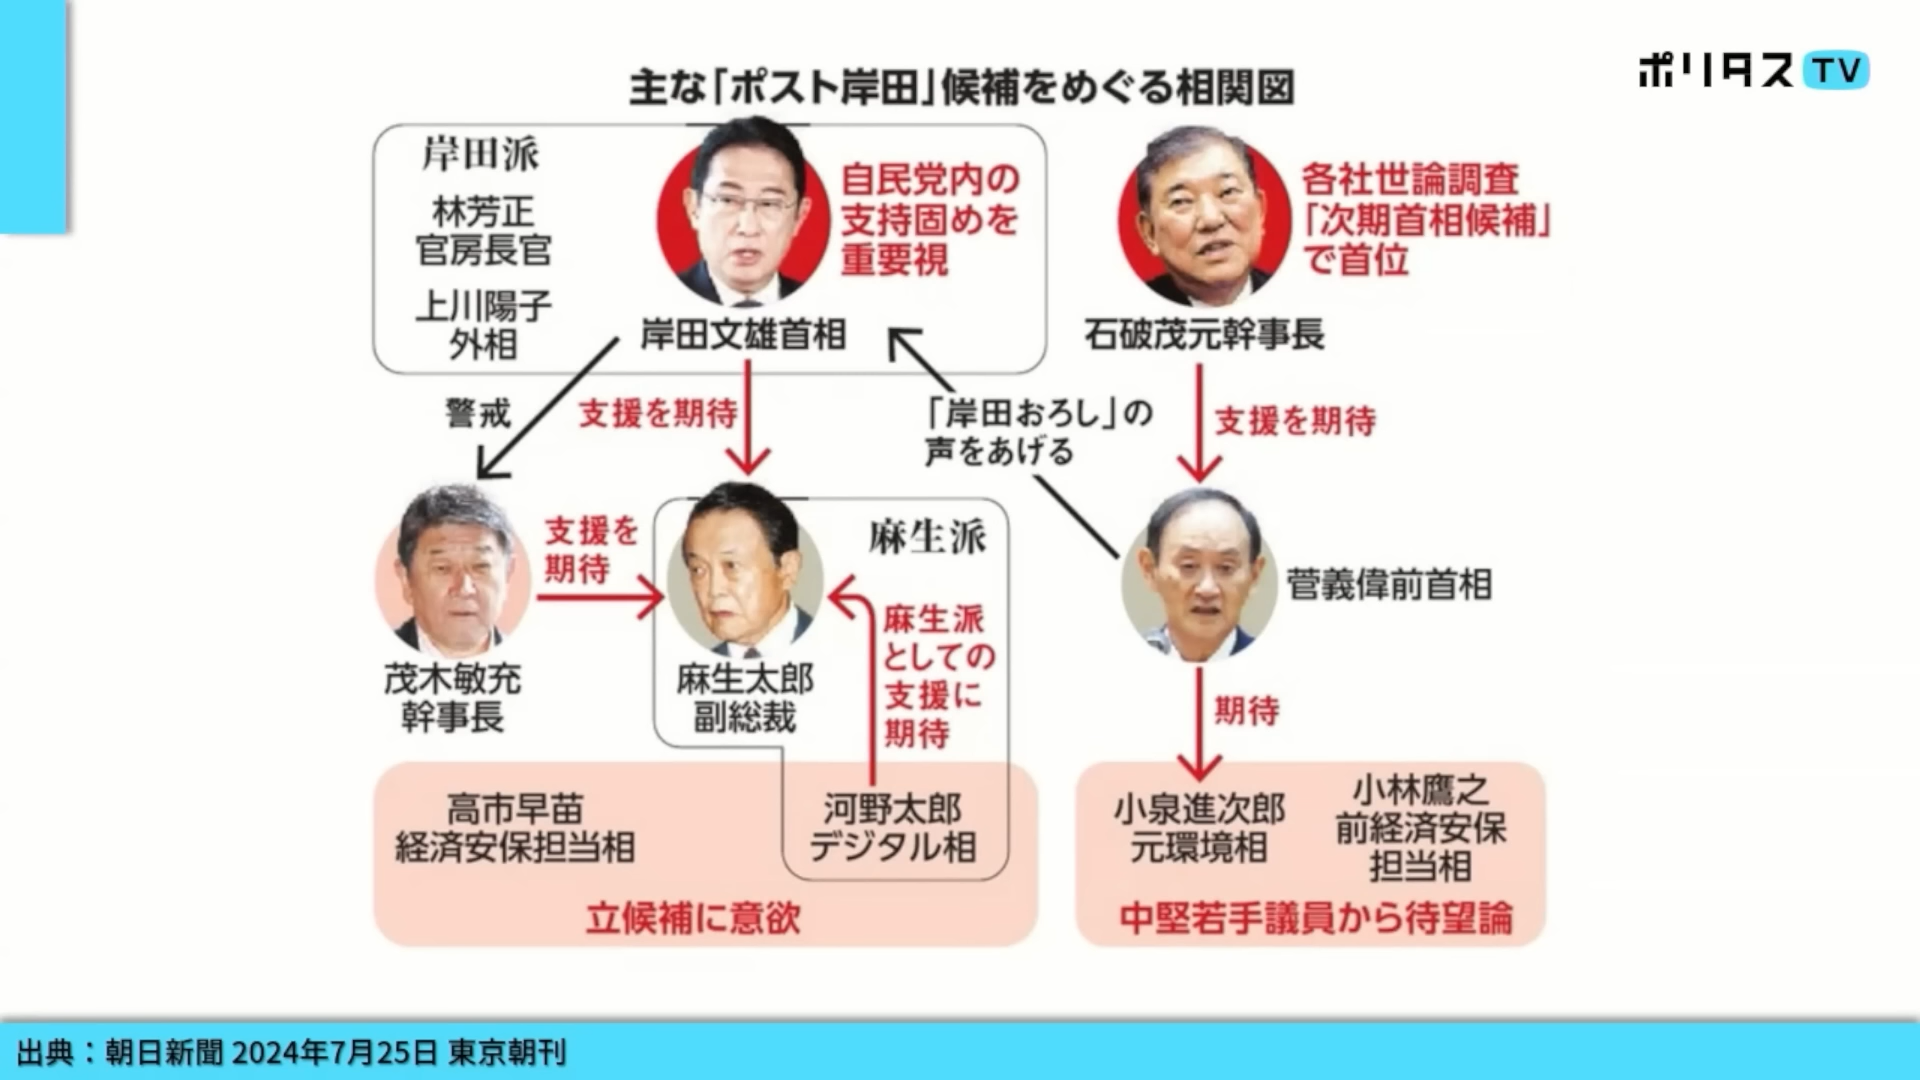 主な「ポスト岸田」候補をめぐる相関図
ポリタスTV
岸田派
林芳正
官房長官
上川陽子
外相
自民党内の
支持固めを
重要視
岸田文雄首相
各社世論調査
「次期首相候補」
で首位
石破茂元幹事長
警戒
支援を期待
「岸田おろし」の
声をあげる
支援を期待
支援を
期待
茂木敏充
幹事長
麻生派
麻生太郎
副総裁
麻生派
としての
支援に
期待
菅義偉前首相
期待
高市早苗
経済安保担当相
河野太郎
デジタル相
立候補に意欲
小泉進次郎
元環境相
小林鷹之
前経済安保
担当相
中堅若手議員から待望論
出典：朝日新聞 2024年7月25日 東京朝刊